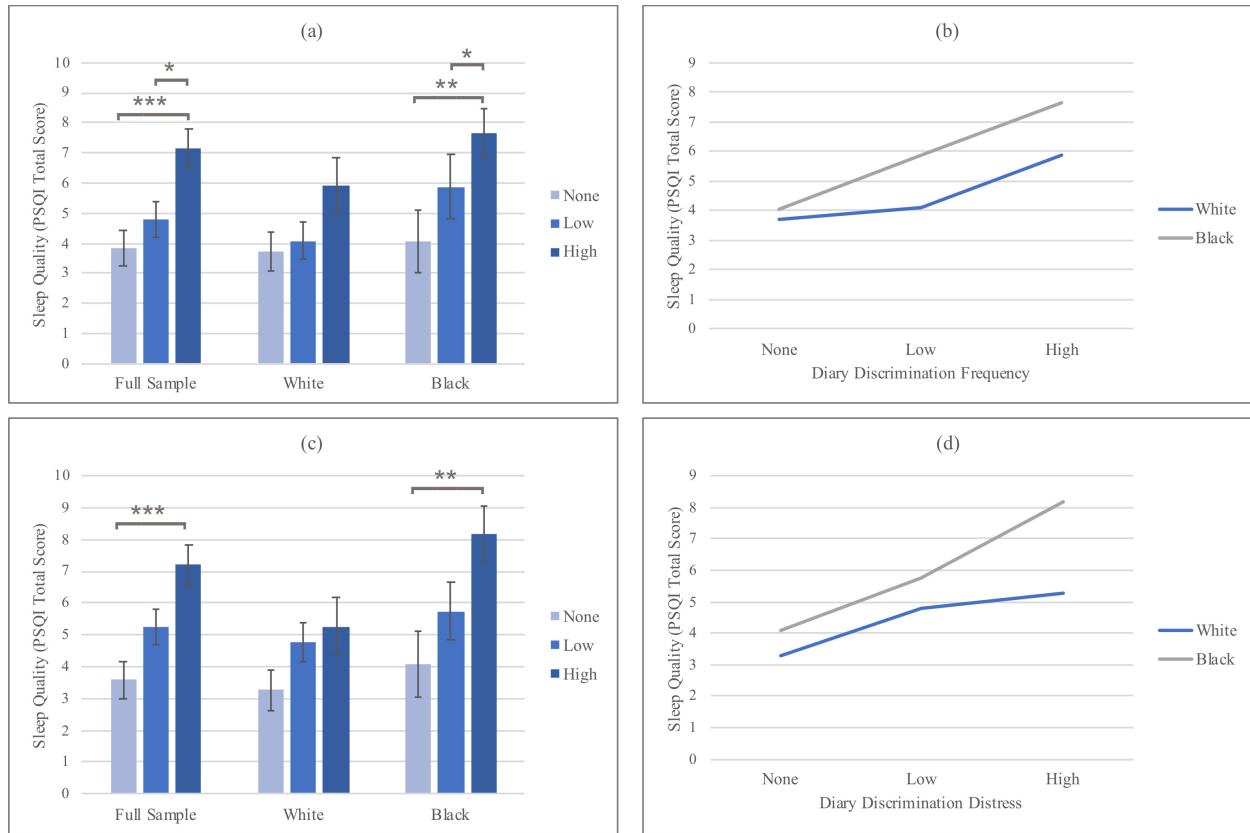 (a)
Sleep Quality (PSQI Total Score)
10
9
8
7
6
5
4
3
2
1
0
***
*
**
*
Full Sample
White
Black
None
Low
High
(b)
Sleep Quality (PSQI Total Score)
9
8
7
6
5
4
3
2
1
0
None
Low
High
Diary Discrimination Frequency
White
Black
(c)
Sleep Quality (PSQI Total Score)
10
9
8
7
6
5
4
3
2
1
0
***
**
Full Sample
White
Black
None
Low
High
(d)
Sleep Quality (PSQI Total Score)
9
8
7
6
5
4
3
2
1
0
None
Low
High
Diary Discrimination Distress
White
Black